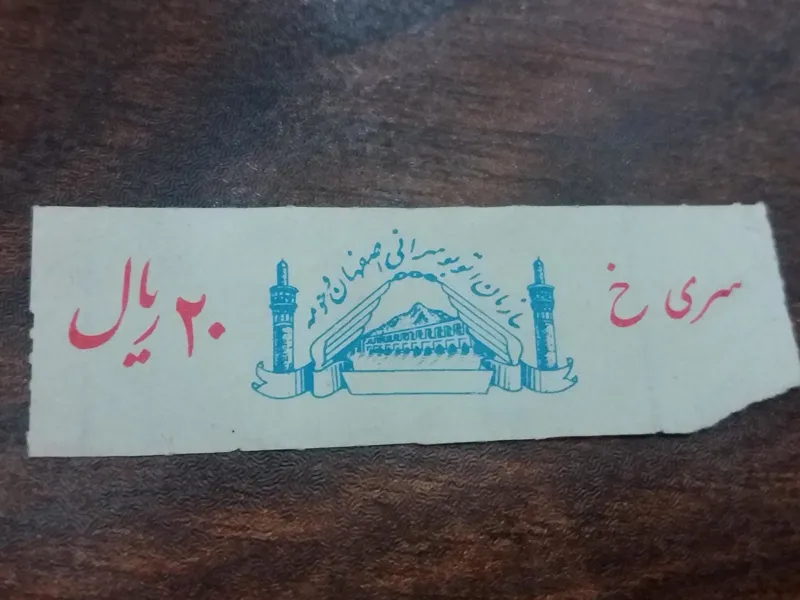 سازمان اتوبوسرانی اصفهان و حومه
سری خ
۲۰ ریال